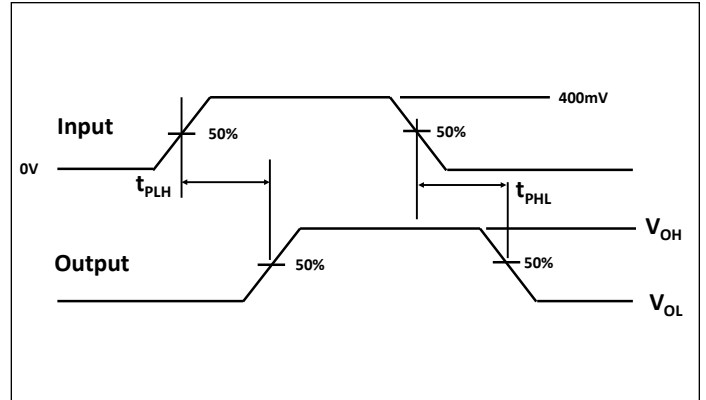 400mV
Input
50%
50%
0V
tPLH
tPHL
VOH
Output
50%
50%
VOL